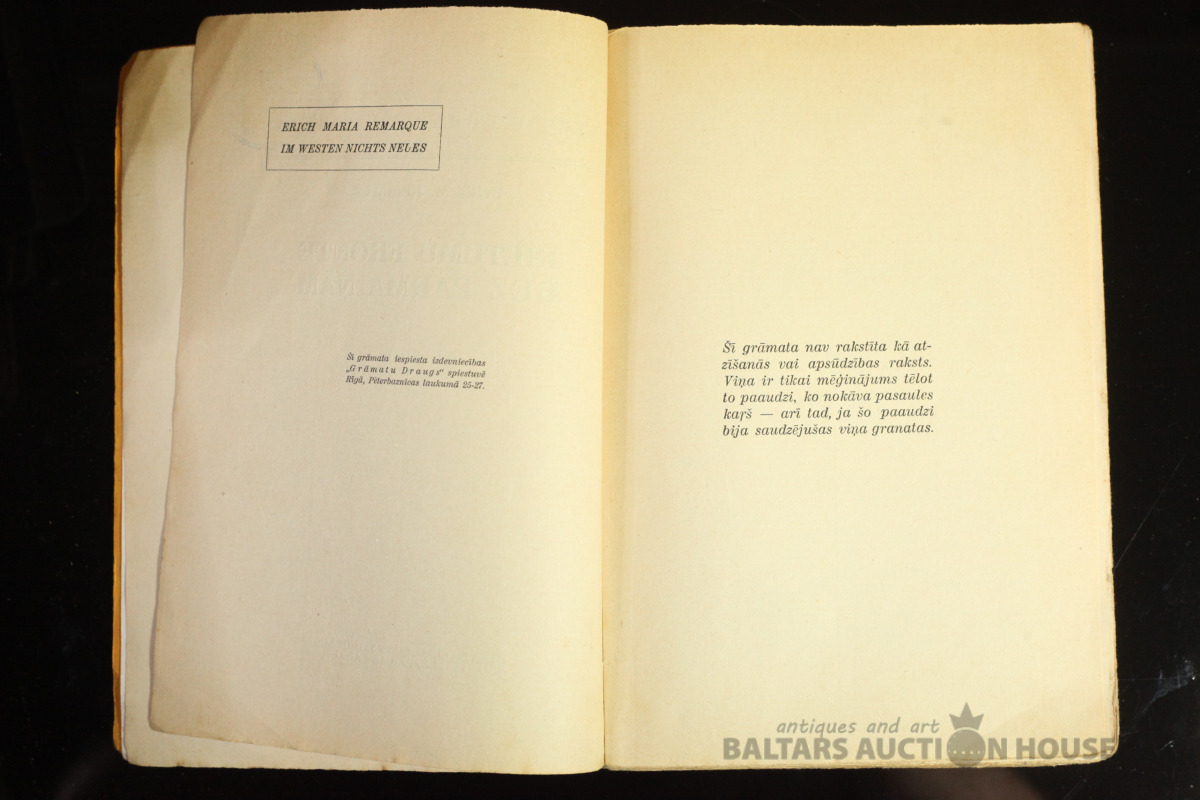 ERICH MARIA REMARQUE
IM WESTEN NICHTS NEUES
Šī grāmata iespiesta izdevniecības
„Grāmatu Draugs“ spiestuvē
Rīgā, Pēterbaznīcas laukumā 25-27.
Šī grāmata nav rakstīta kā at-
zīšanās vai apsūdzības raksts.
Viņa ir tikai mēģinājums tēlot
to paaudzi, ko nokāva pasaules
kaŗš — arī tad, ja šo paaudzi
bija saudzējušas viņa granatas.
antiques and art
BALTARS AUCTION HOUSE